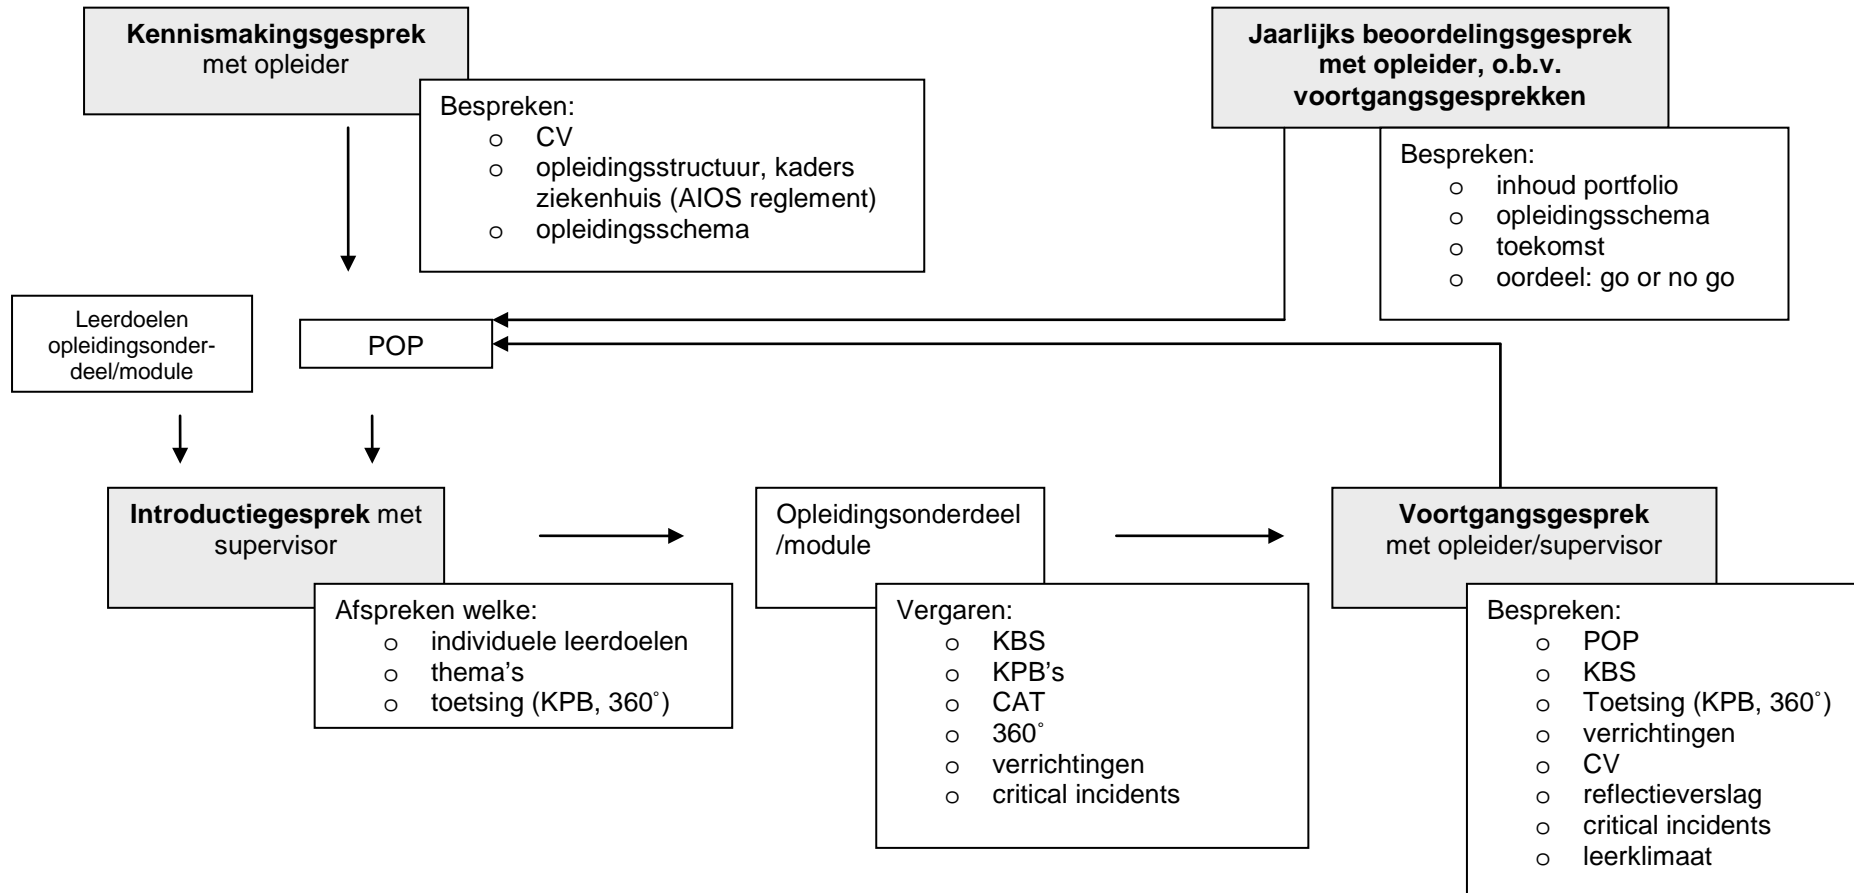 Kennismakingsgesprek
met opleider
Bespreken:
o CV
o opleidingsstructuur, kaders
ziekenhuis (AIOS reglement)
o opleidingsschema
Jaarlijks beoordelingsgesprek
met opleider, o.b.v.
voortgangsgesprekken
Bespreken:
o inhoud portfolio
o opleidingsschema
o toekomst
o oordeel: go or no go
Leerdoelen
opleidingsonder-
deel/module
POP
Introductiegesprek met
supervisor
Afspreken welke:
o individuele leerdoelen
o thema’s
o toetsing (KPB, 360˚)
Opleidingsonderdeel
/module
Vergaren:
o KBS
o KPB’s
o CAT
o 360˚
o verrichtingen
o critical incidents
Voortgangsgesprek
met opleider/supervisor
Bespreken:
o POP
o KBS
o Toetsing (KPB, 360˚)
o verrichtingen
o CV
o reflectieverslag
o critical incidents
o leerklimaat